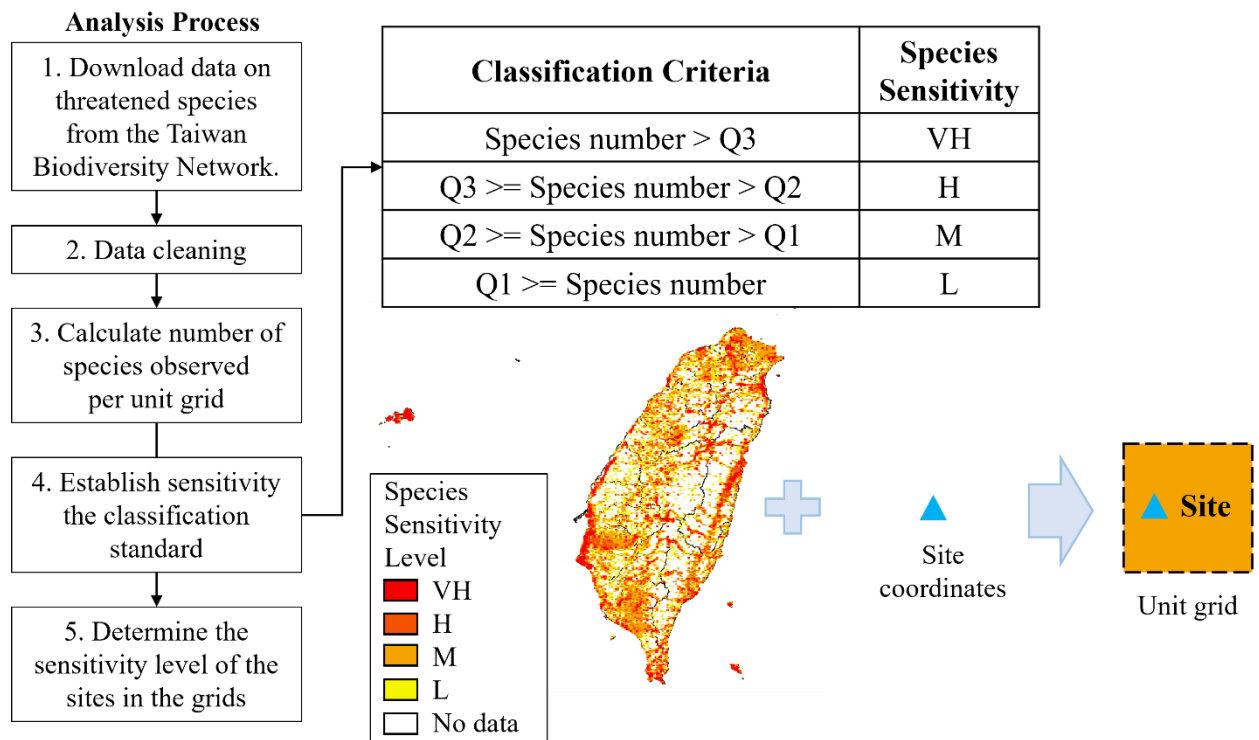 Analysis Process
1. Download data on
threatened species
from the Taiwan
Biodiversity Network.
2. Data cleaning
3. Calculate number of
species observed
per unit grid
4. Establish sensitivity
the classification
standard
5. Determine the
sensitivity level of the
sites in the grids
Classification Criteria
Species
Sensitivity
Species number > Q3
VH
Q3 >= Species number > Q2
H
Q2 >= Species number > Q1
M
Q1 >= Species number
L
Species
Sensitivity
Level
VH
H
M
L
No data
Site
coordinates
Site
Unit grid